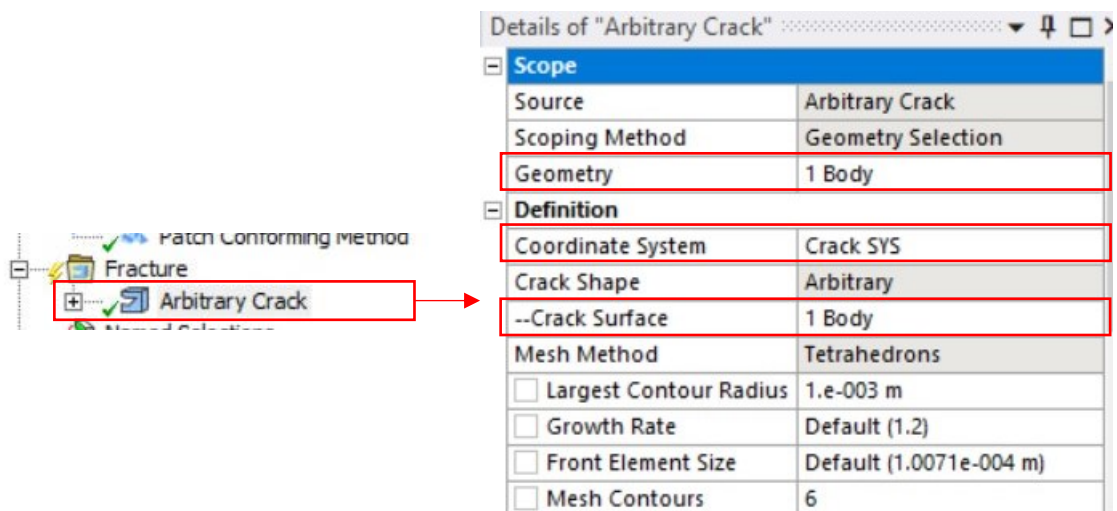 Details of "Arbitrary Crack"
Scope
Source Arbitrary Crack
Scoping Method Geometry Selection
Geometry 1 Body
Definition
Coordinate System Crack SYS
Crack Shape Arbitrary
--Crack Surface 1 Body
Mesh Method Tetrahedrons
Largest Contour Radius 1.e-003 m
Growth Rate Default (1.2)
Front Element Size Default (1.0071e-004 m)
Mesh Contours 6
Patch Conforming Method
Fracture
Arbitrary Crack
Named Selections